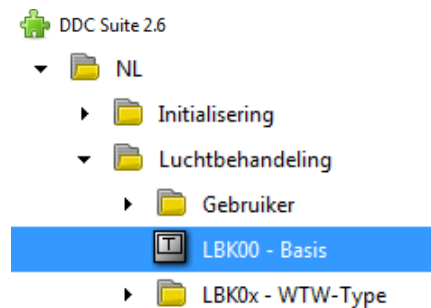 DDC Suite 2.6
NL
Initialisering
Luchtbehandeling
Gebruiker
T LBK00 - Basis
LBK0x - WTW-Type